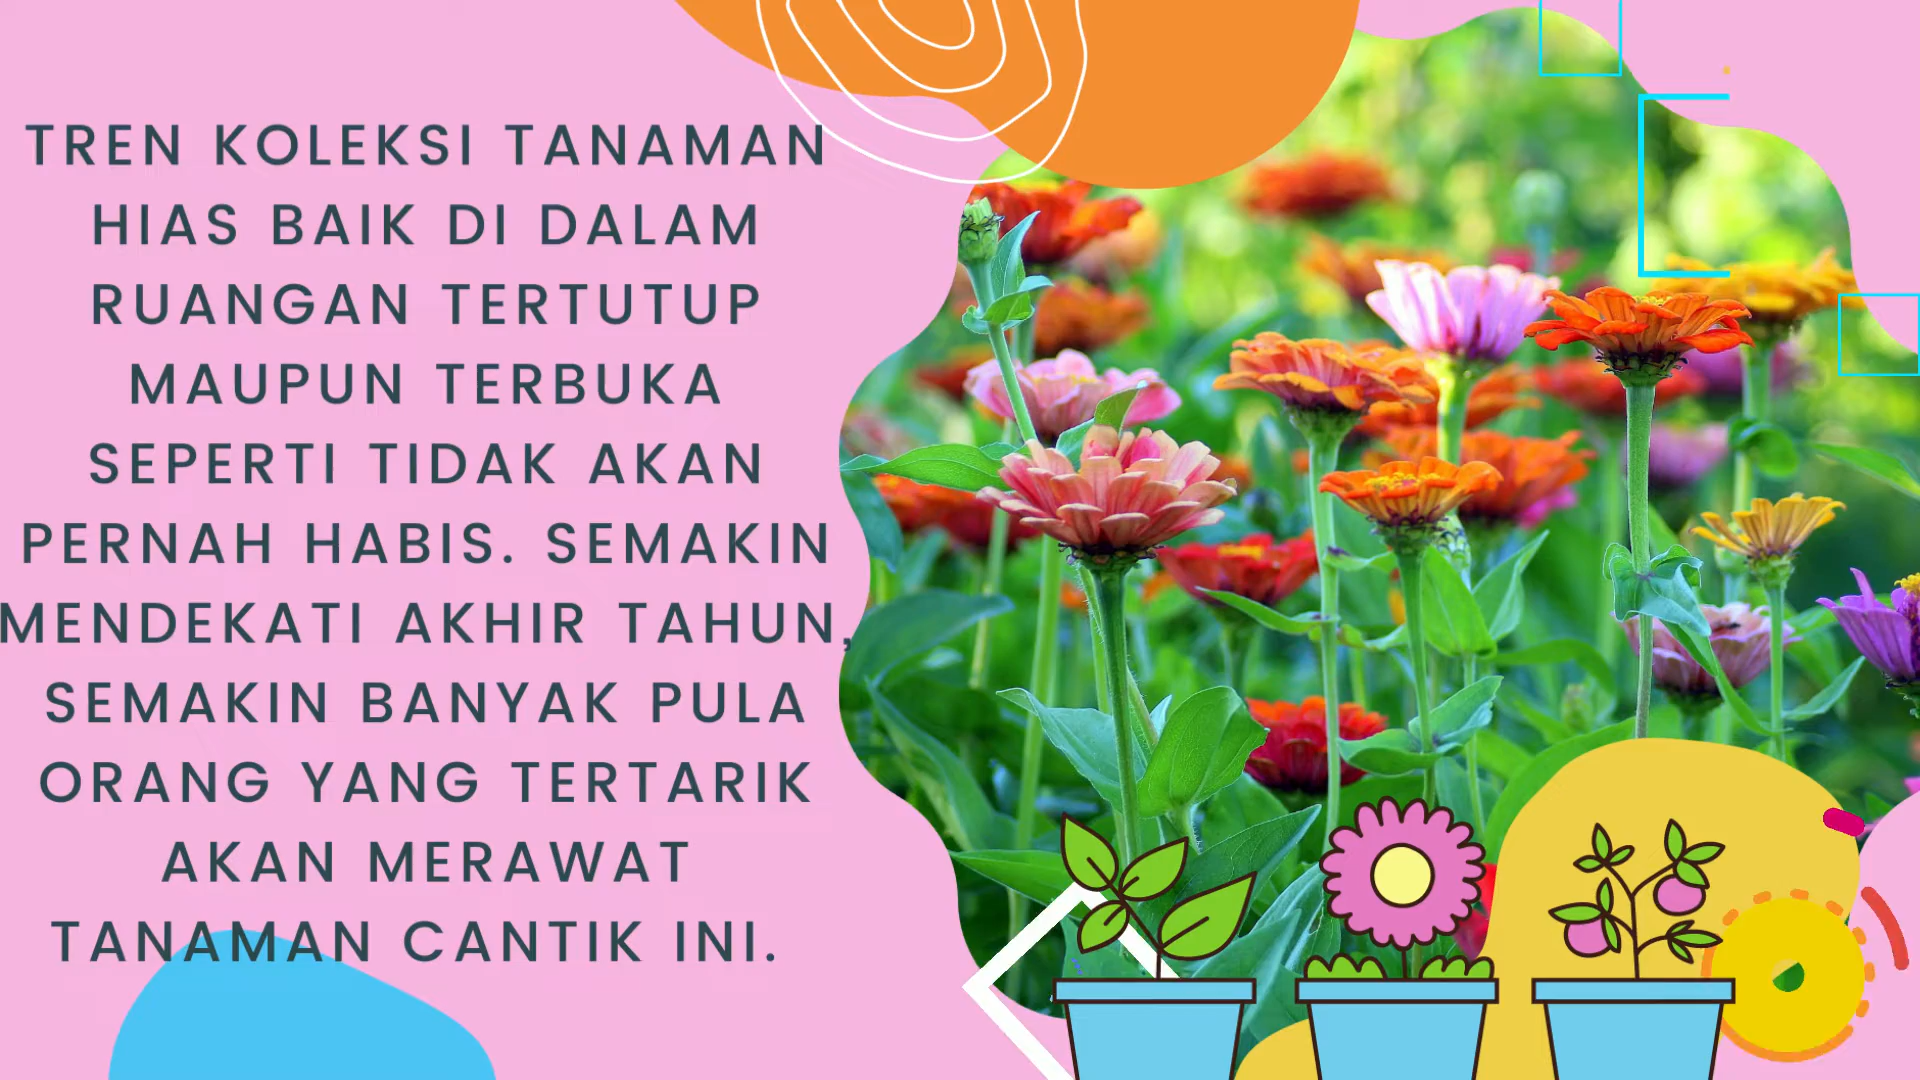 TREN KOLEKSI TANAMAN
HIAS BAIK DI DALAM
RUANGAN TERTUTUP
MAUPUN TERBUKA
SEPERTI TIDAK AKAN
PERNAH HABIS. SEMAKIN
MENDEKATI AKHIR TAHUN,
SEMAKIN BANYAK PULA
ORANG YANG TERTARIK
AKAN MERAWAT
TANAMAN CANTIK INI.